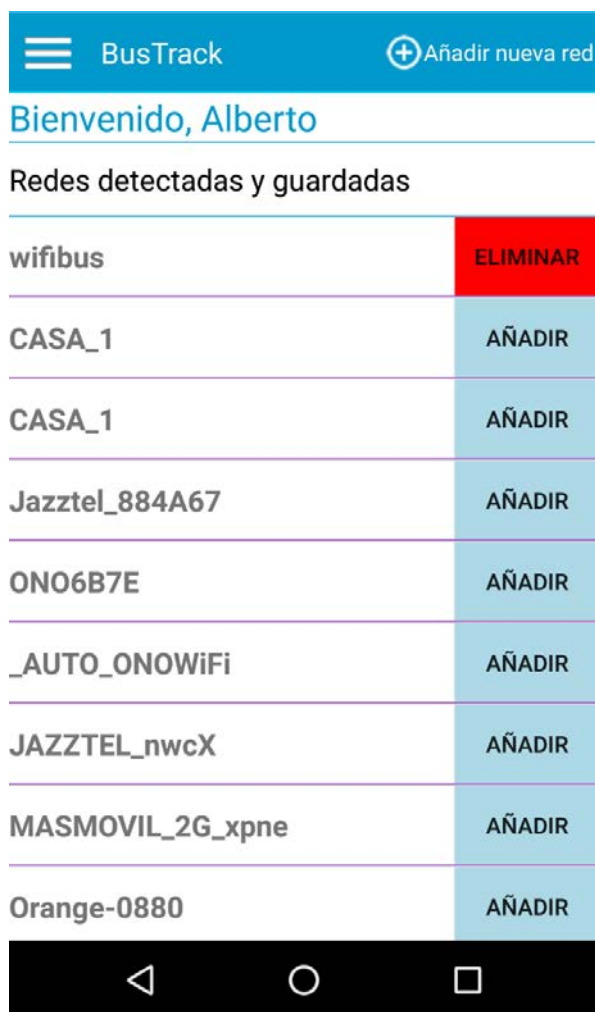 BusTrack Añadir nueva red
Bienvenido, Alberto
Redes detectadas y guardadas
wifibus ELIMINAR
CASA_1 AÑADIR
CASA_1 AÑADIR
Jazztel_884A67 AÑADIR
ONO6B7E AÑADIR
_AUTO_ONOWiFi AÑADIR
JAZZTEL_nwcX AÑADIR
MASMOVIL_2G_xpne AÑADIR
Orange-0880 AÑADIR